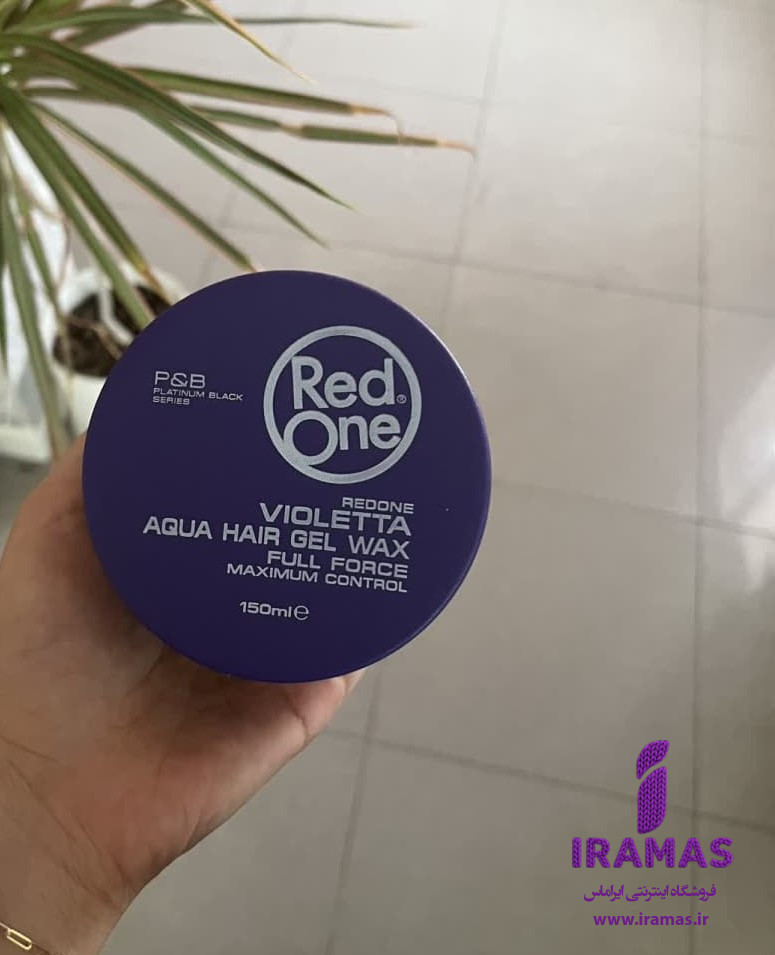 P&B
PLATINUM BLACK
SERIES
Red
One®
REDONE
VIOLETTA
AQUA HAIR GEL WAX
FULL FORCE
MAXIMUM CONTROL
150ml℮
IRAMAS
فروشگاه اینترنتی ایراماس
www.iramas.ir